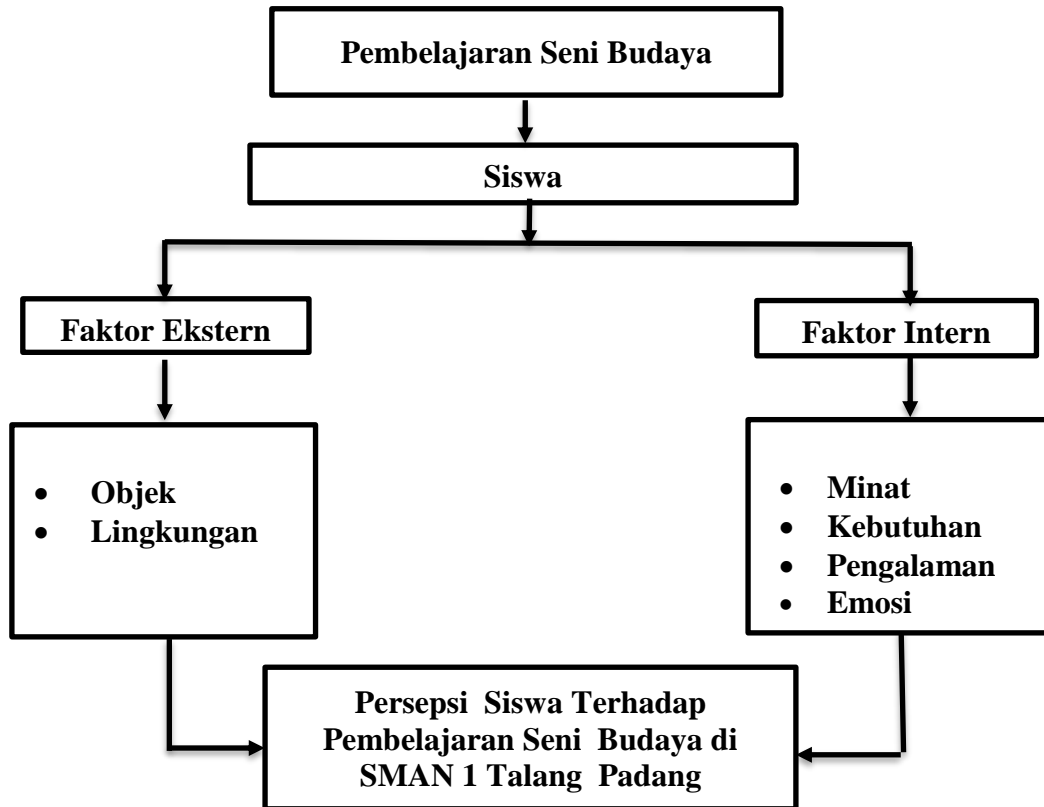 Pembelajaran Seni Budaya
Siswa
Faktor Ekstern
Faktor Intern
• Objek
• Lingkungan
• Minat
• Kebutuhan
• Pengalaman
• Emosi
Persepsi Siswa Terhadap
Pembelajaran Seni Budaya di
SMAN 1 Talang Padang